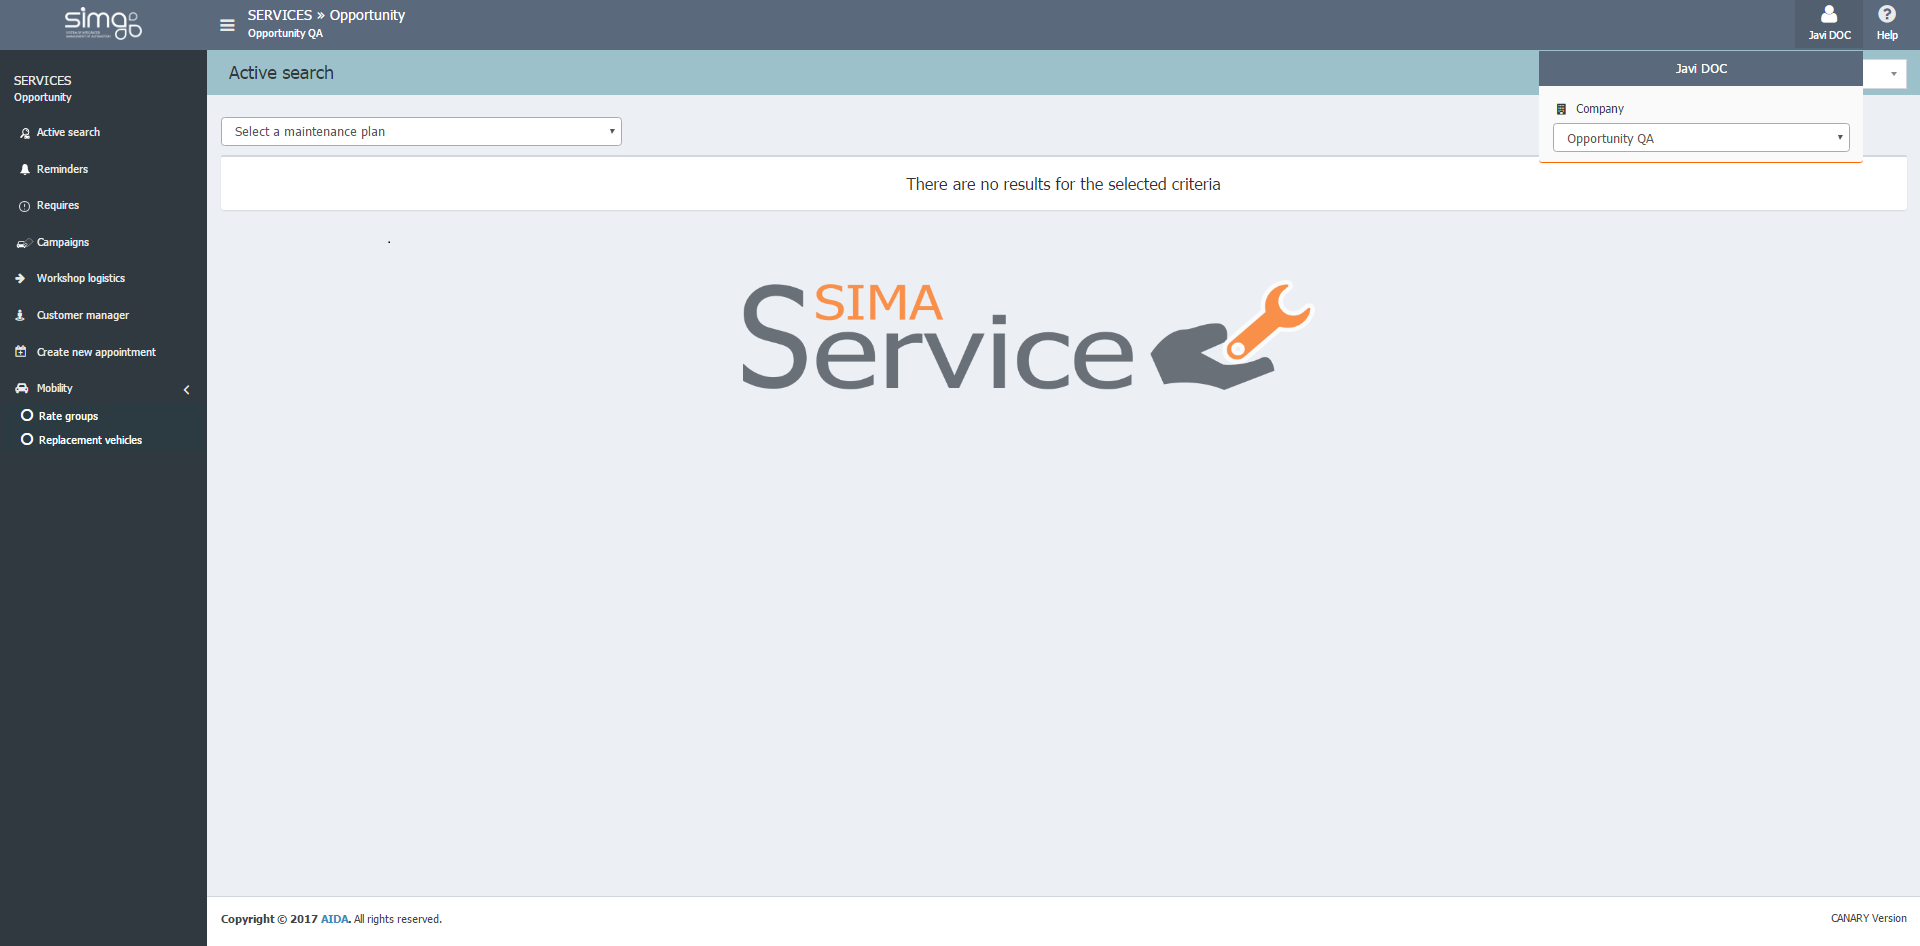 sima
SERVICES » Opportunity
Opportunity QA
Javi DOC
Help
SERVICES
Opportunity
Active search
Reminders
Requires
Campaigns
Workshop logistics
Customer manager
Create new appointment
Mobility
Rate groups
Replacement vehicles
Active search
Javi DOC
Company
Opportunity QA
Select a maintenance plan
There are no results for the selected criteria
.
SIMA
Service
Copyright © 2017 AIDA. All rights reserved.
CANARY Version